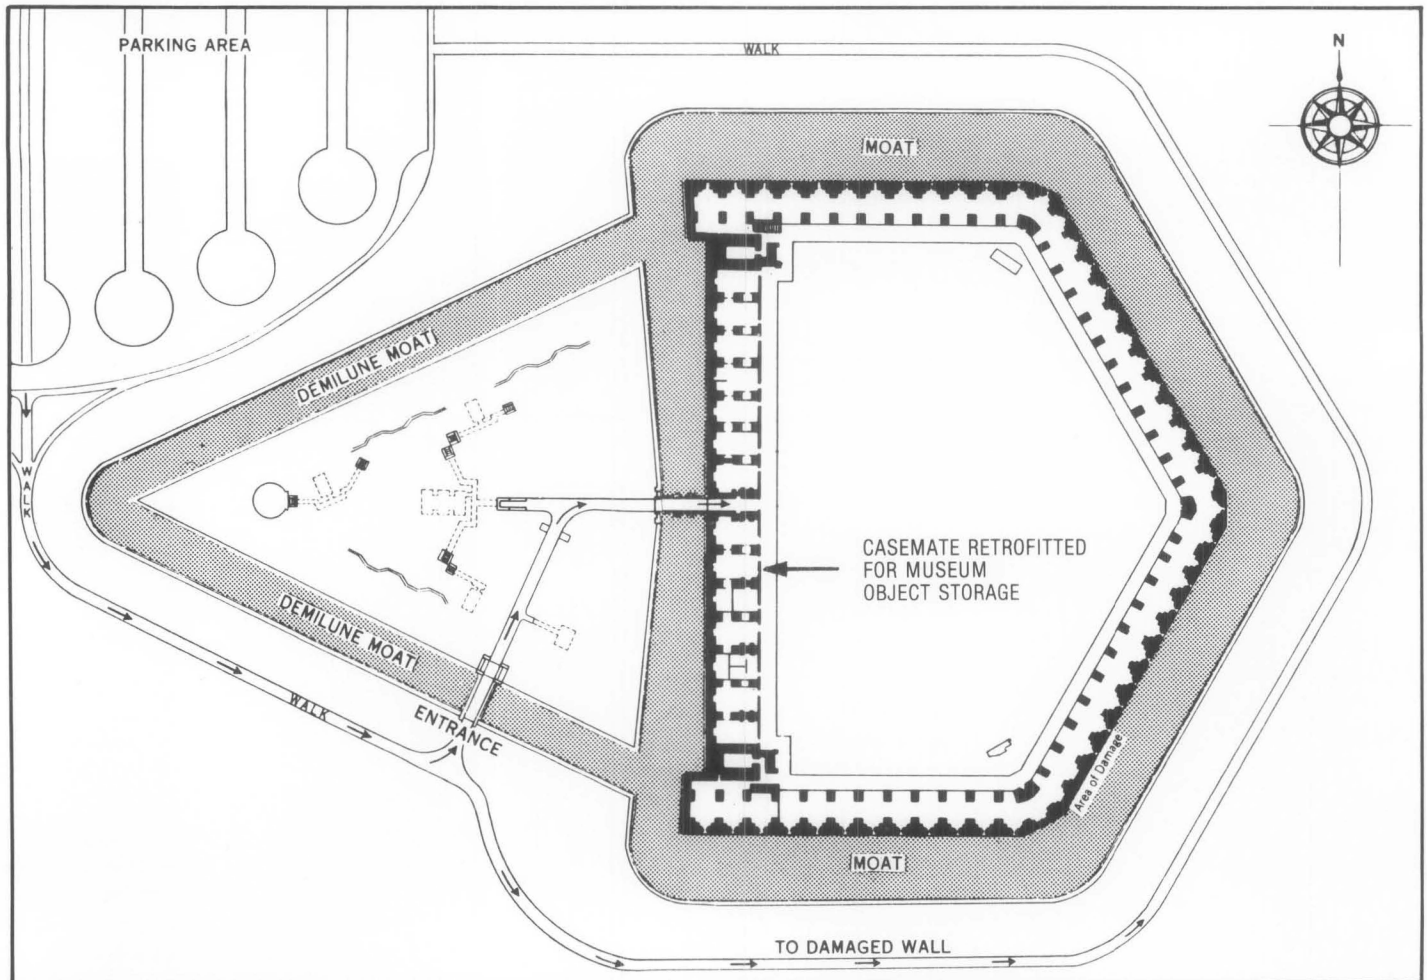 PARKING AREA
WALK
N
MOAT
DEMILUNE MOAT
WALK
CASEMATE RETROFITTED
FOR MUSEUM
OBJECT STORAGE
DEMILUNE MOAT
WALK
ENTRANCE
Area of Damage
MOAT
TO DAMAGED WALL